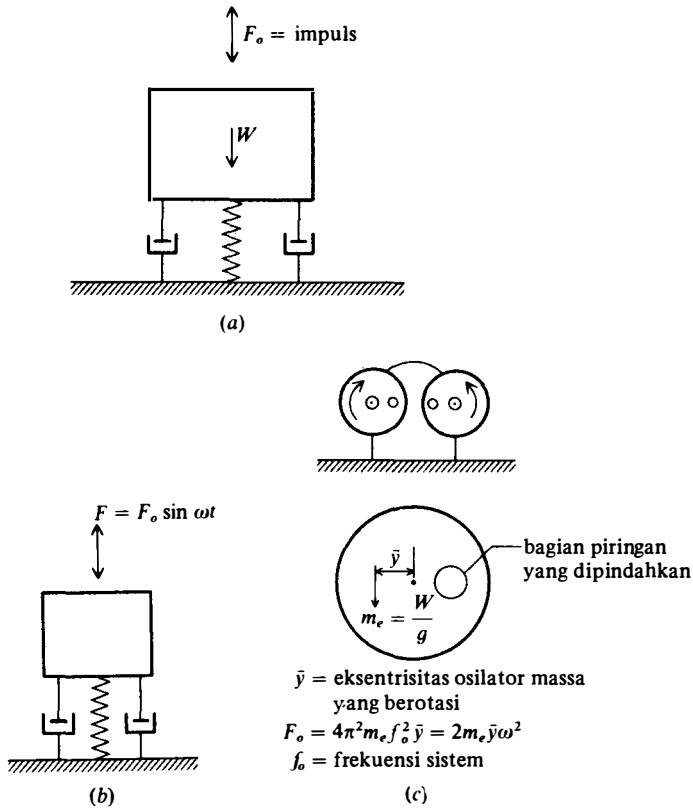 F_o = impuls
W
(a)
F = F_o sin ωt
(b)
ȳ
m_e = W/g
bagian piringan
yang dipindahkan
ȳ = eksentrisitas osilator massa
yang berotasi
F_o = 4π²m_e f_o² ȳ = 2m_e ȳω²
f_o = frekuensi sistem
(c)